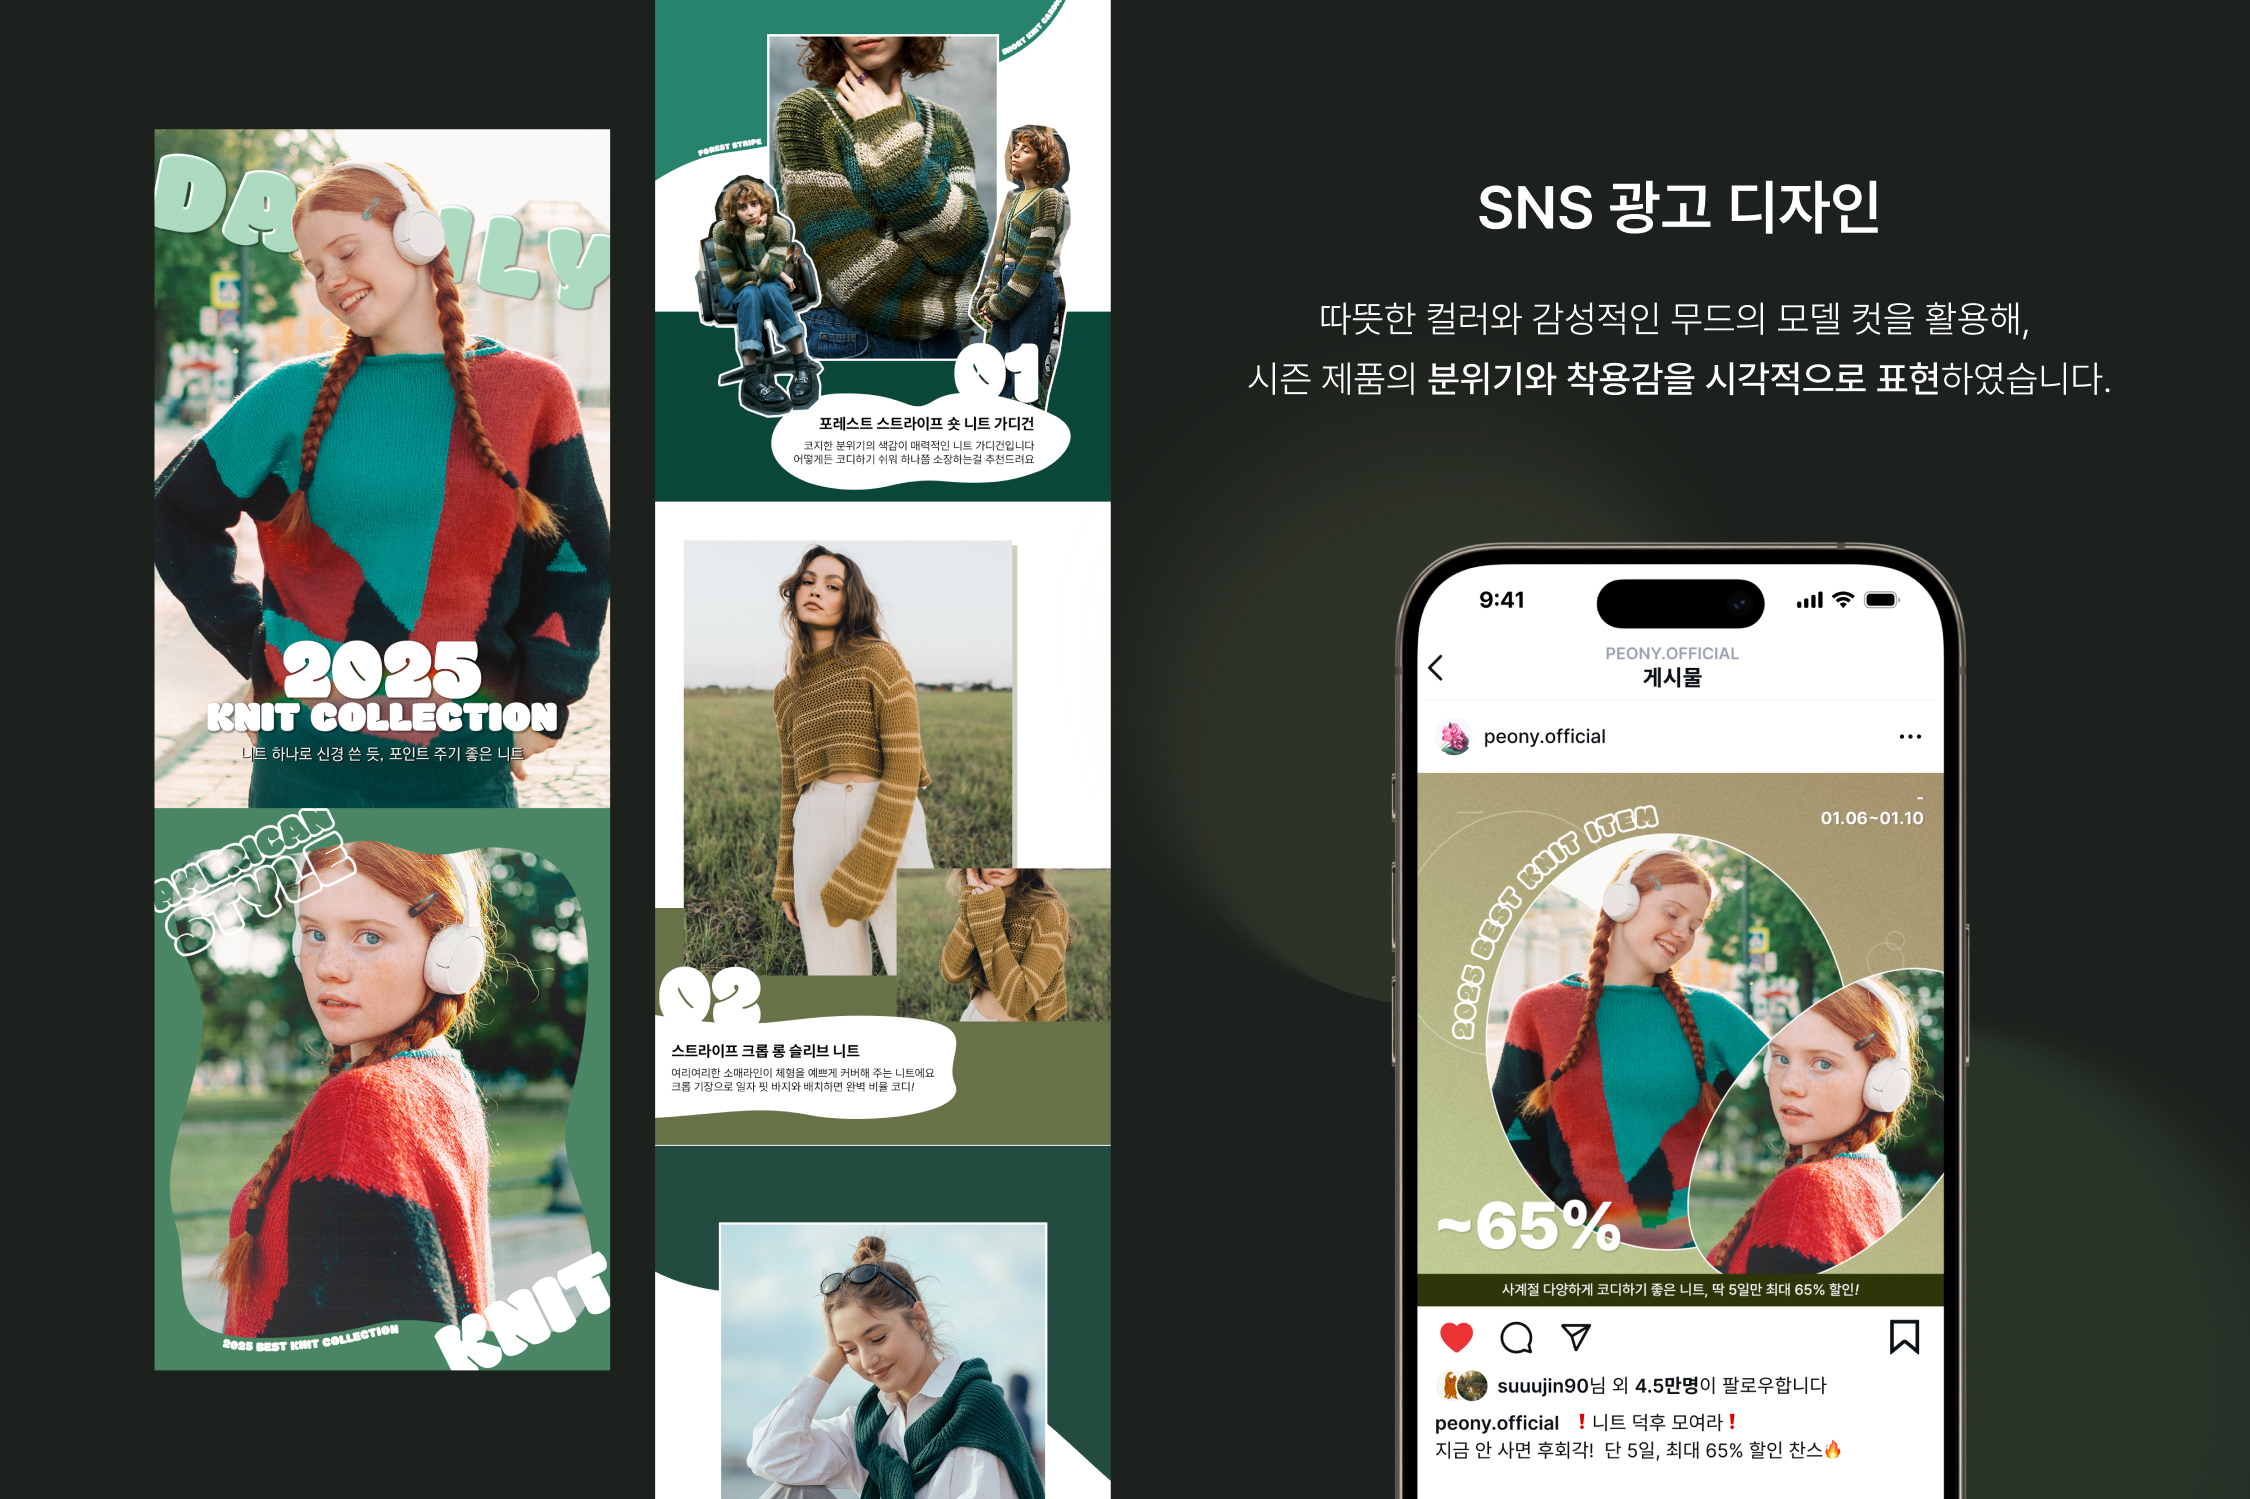 DAILY
2025
KNIT COLLECTION
니트 하나로 신경 쓴 듯, 포인트 주기 좋은 니트
AMERICAN
STYLE
2025 BEST KNIT COLLECTION
KNIT
SHORT KNIT
FOREST STRIPE
01
포레스트 스트라이프 숏 니트 가디건
코지한 분위기의 색감이 매력적인 니트 가디건입니다
어떻게든 코디하기 쉬워 하나쯤 소장하는걸 추천드려요
02
스트라이프 크롭 롱 슬리브 니트
여리여리한 소매라인이 체형을 예쁘게 커버해 주는 니트에요
크롭 기장으로 일자 핏 바지와 배치하면 완벽 비율 코디!
SNS 광고 디자인
따뜻한 컬러와 감성적인 무드의 모델 컷을 활용해,
시즌 제품의 분위기와 착용감을 시각적으로 표현하였습니다.
9:41
PEONY.OFFICIAL
게시물
peony.official
-
01.06~01.10
2025 BEST KNIT ITEM
~65%
사계절 다양하게 코디하기 좋은 니트, 딱 5일만 최대 65% 할인!
suuujin90님 외 4.5만명이 팔로우합니다
peony.official ❗니트 덕후 모여라❗
지금 안 사면 후회각! 단 5일, 최대 65% 할인 찬스🔥